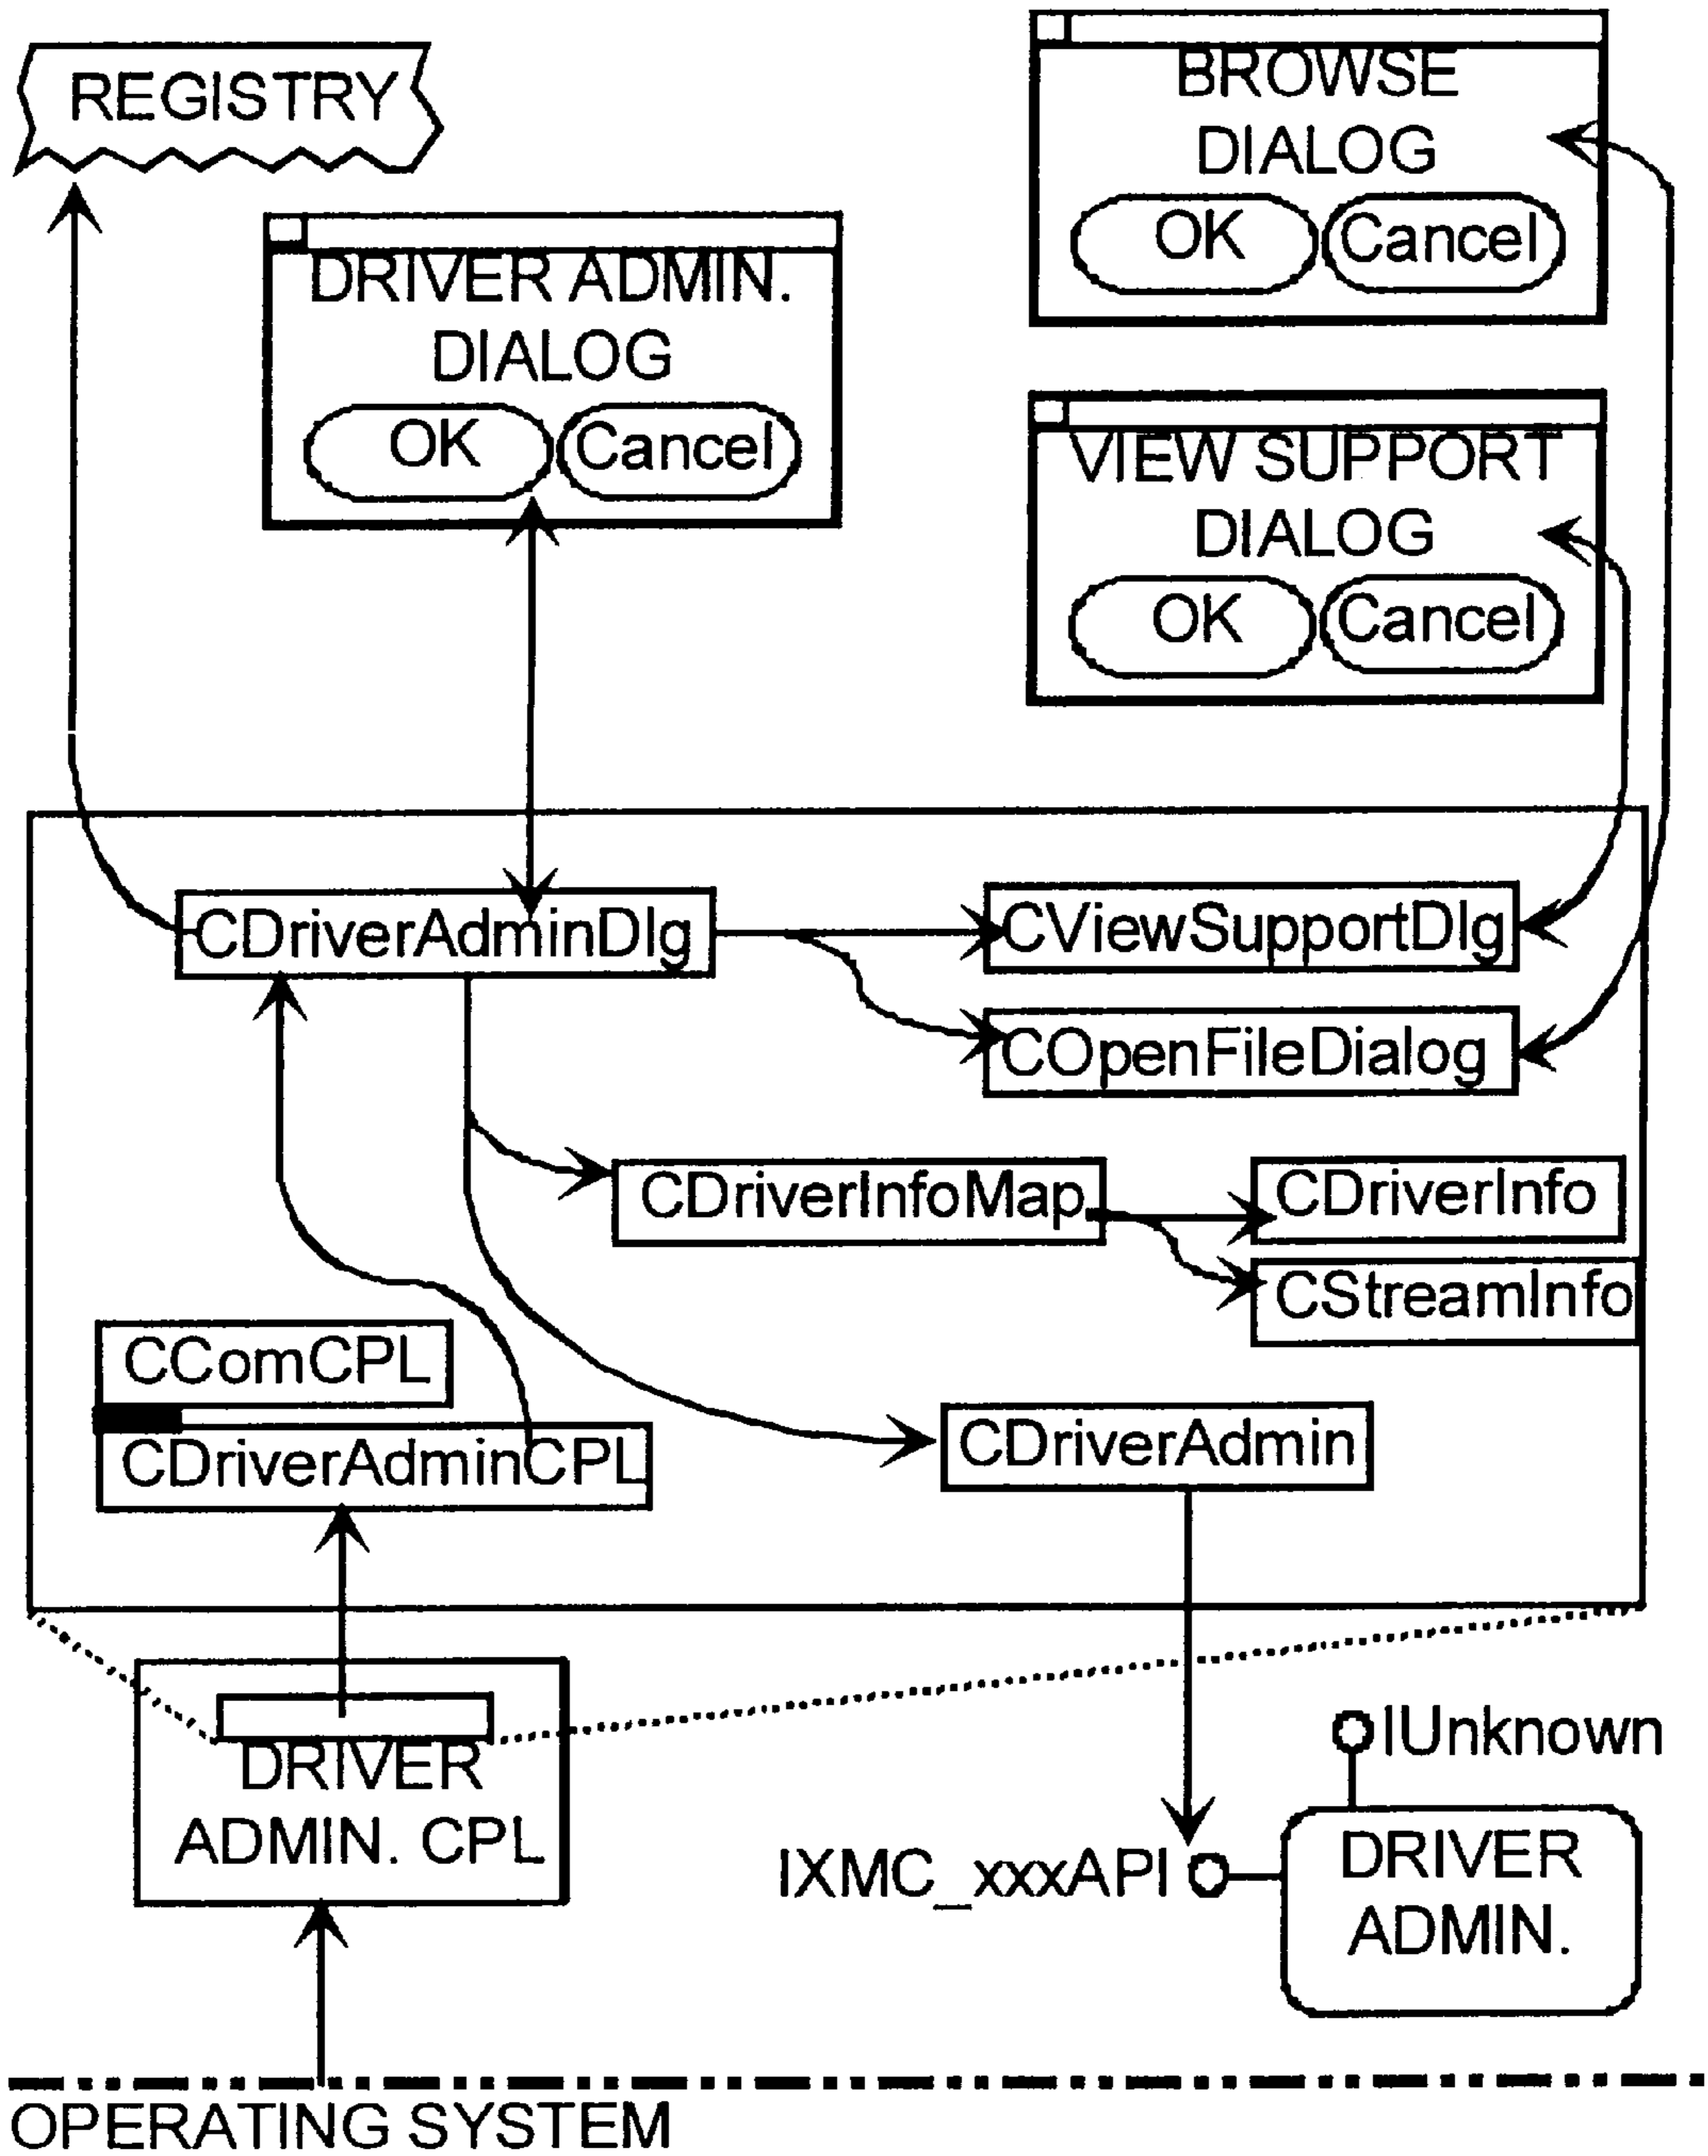 REGISTRY
BROWSE
DIALOG
OK Cancel
DRIVER ADMIN.
DIALOG
OK Cancel
VIEW SUPPORT
DIALOG
OK Cancel
CDriverAdminDlg
CViewSupportDlg
COpenFileDialog
CDriverInfoMap
CDriverInfo
CStreamInfo
CComCPL
CDriverAdminCPL
CDriverAdmin
DRIVER
ADMIN. CPL
IUnknown
IXMC_xxxAPI
DRIVER
ADMIN.
OPERATING SYSTEM